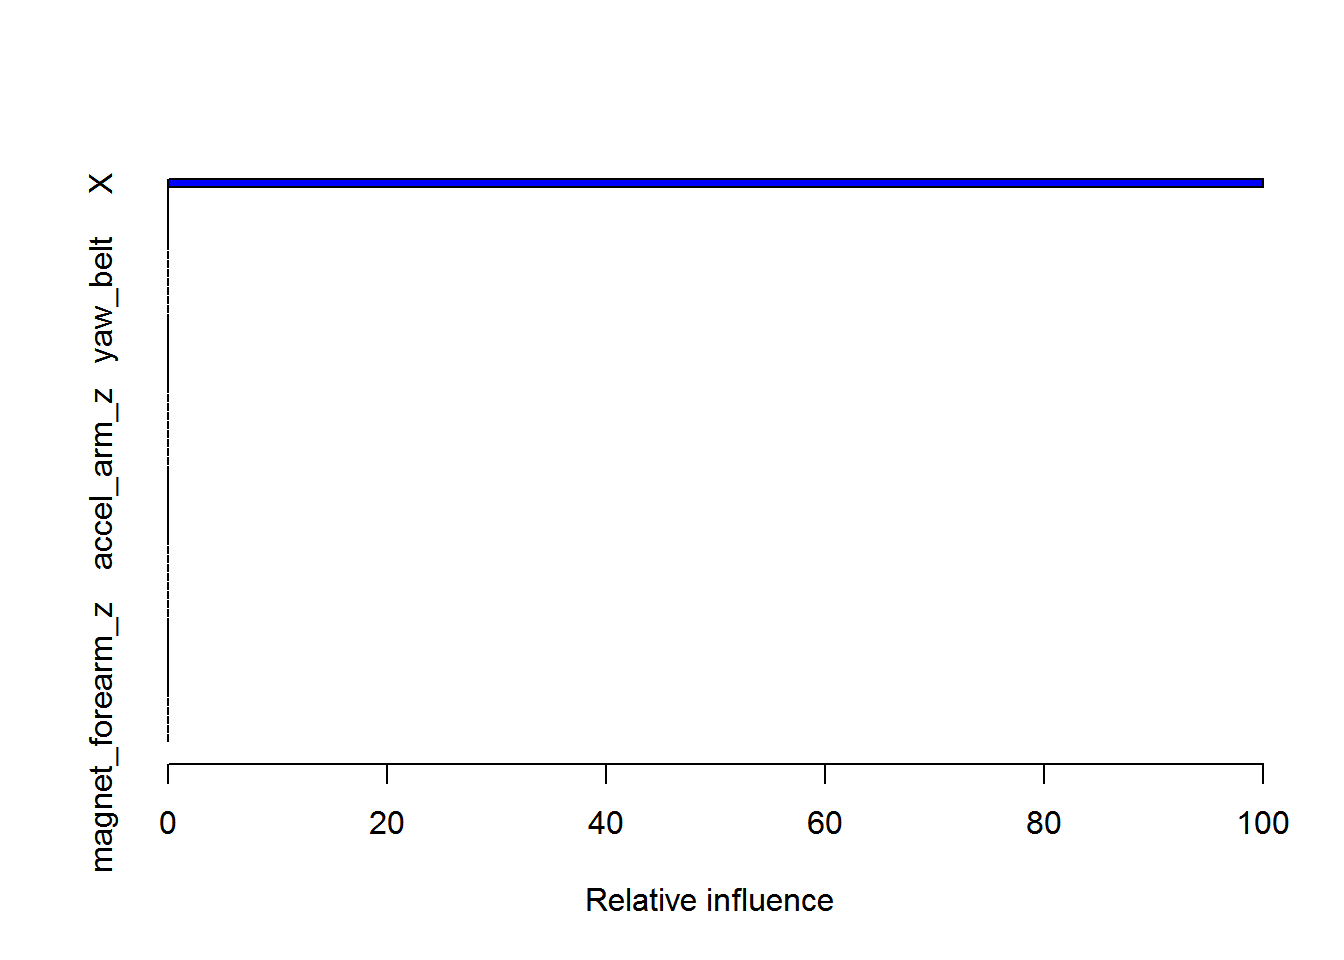 X
yaw_belt
accel_arm_z
magnet_forearm_z
0 20 40 60 80 100
Relative influence